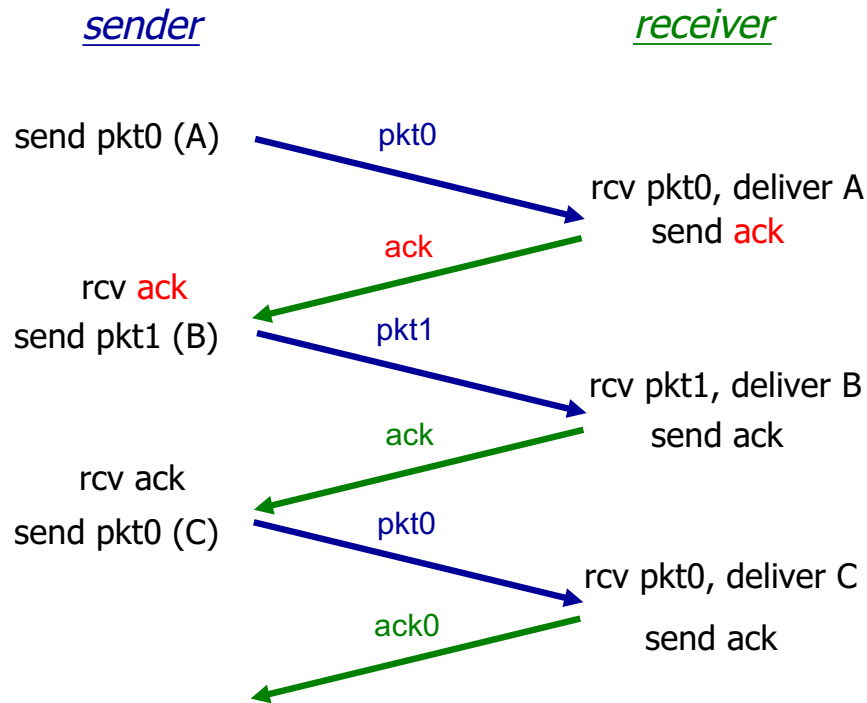 sender
receiver
send pkt0 (A)
pkt0
rcv pkt0, deliver A
send ack
ack
rcv ack
send pkt1 (B)
pkt1
rcv pkt1, deliver B
send ack
ack
rcv ack
send pkt0 (C)
pkt0
rcv pkt0, deliver C
send ack
ack0